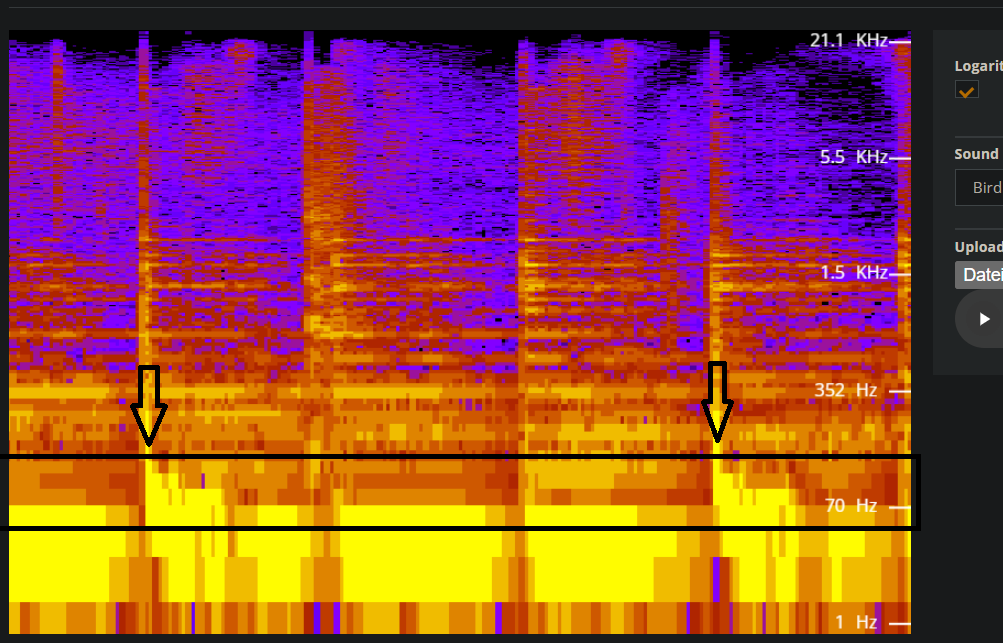 21.1 KHz
Logarit
5.5 KHz
Sound
Bird
Upload
Datei
1.5 KHz
352 Hz
70 Hz
1 Hz